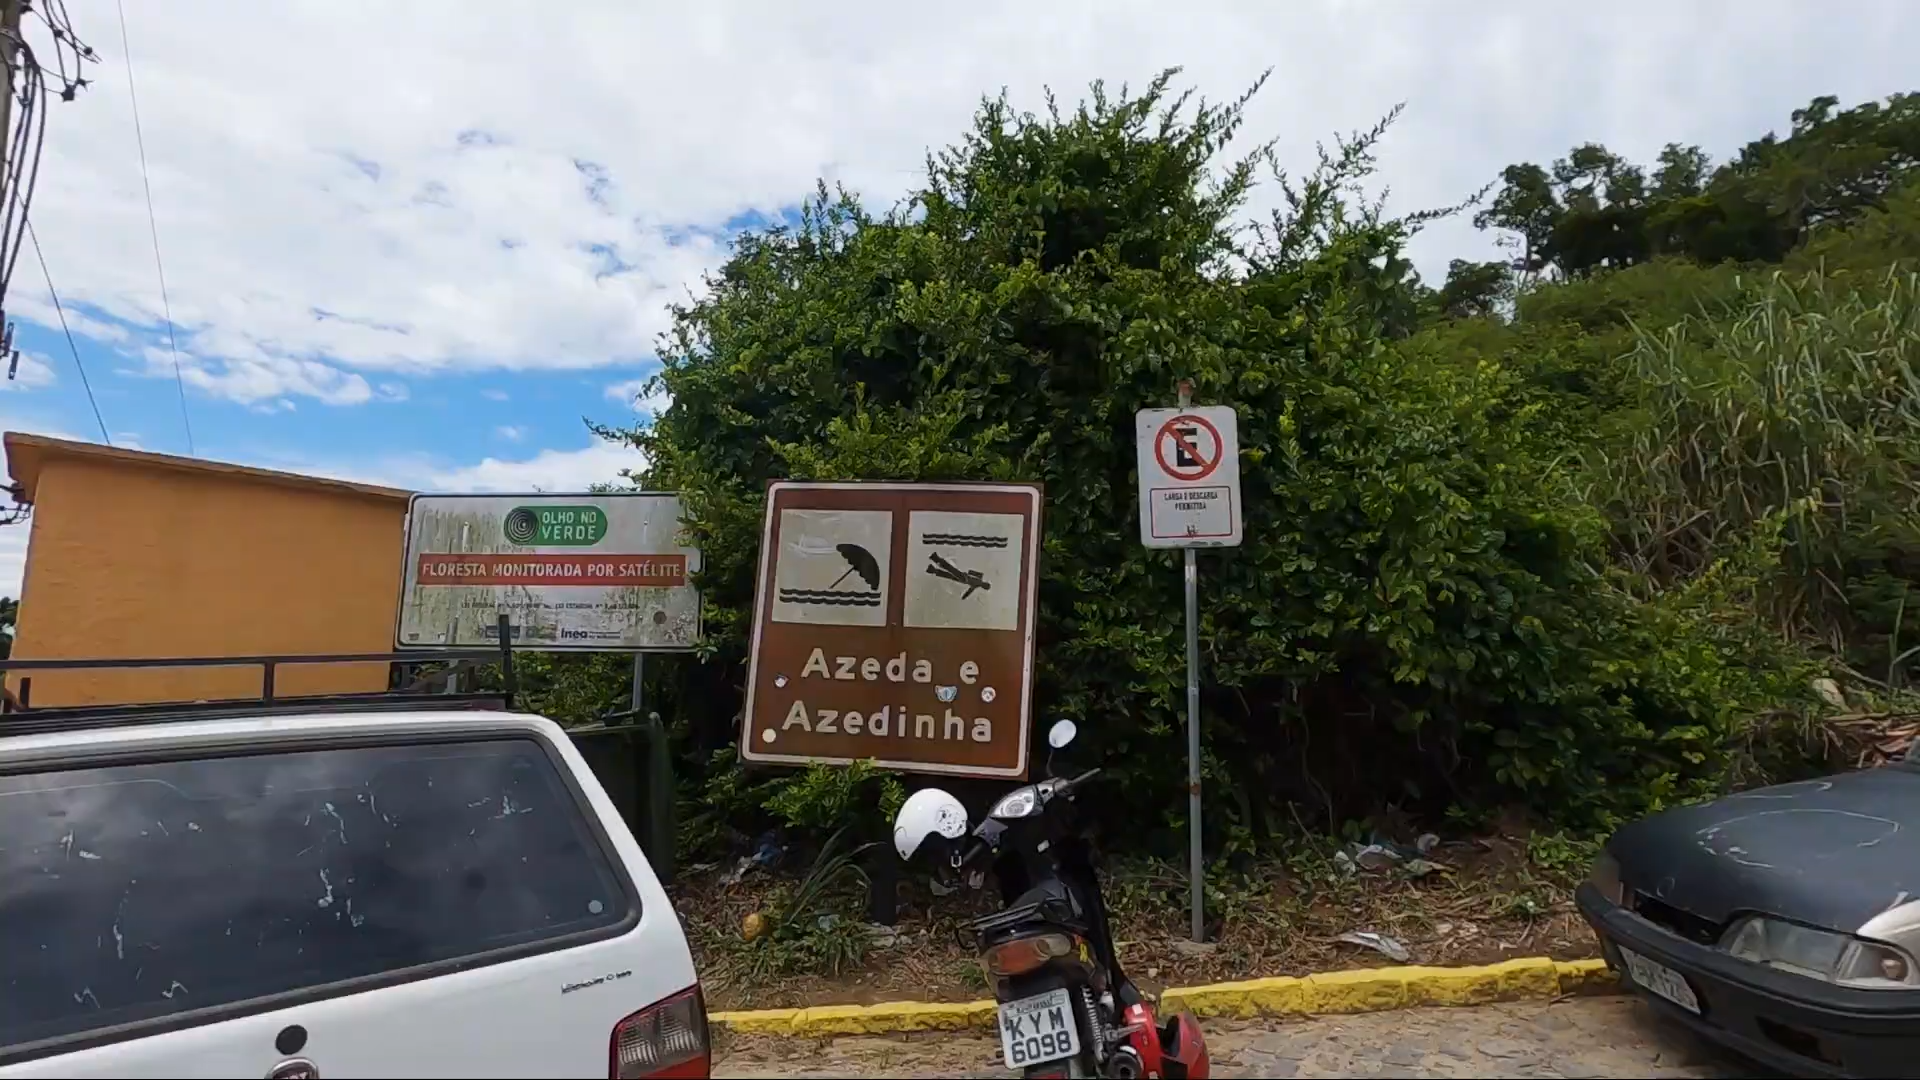 OLHO NO
VERDE
FLORESTA MONITORADA POR SATÉLITE
inea
Azeda e
Azedinha
E
CARGA E DESCARGA
PERMITIDA
KYM
6098